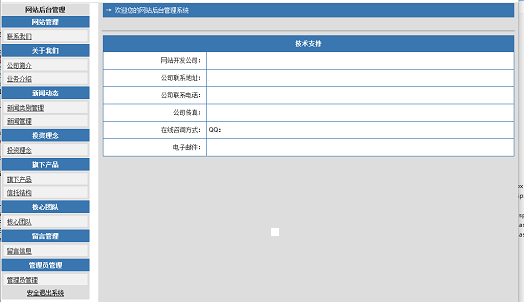 网站后台管理
网站管理
联系我们
关于我们
公司简介
业务介绍
新闻动态
新闻类别管理
新闻管理
投资理念
投资理念
旗下产品
旗下产品
信托结构
核心团队
核心团队
留言管理
留言信息
管理员管理
管理员管理
安全退出系统
→ 欢迎您的网站后台管理系统
技术支持
网站开发公司：
公司联系地址：
公司联系电话：
公司传真：
在线咨询方式： QQ：
电子邮件：